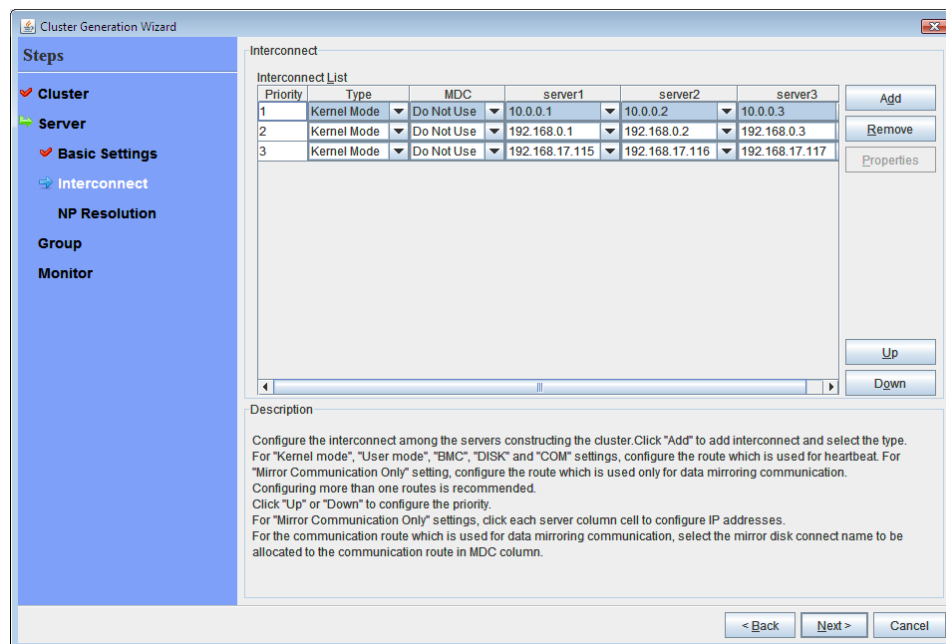 Cluster Generation Wizard
Steps
Cluster
Server
Basic Settings
Interconnect
NP Resolution
Group
Monitor
Interconnect
Interconnect List
Priority Type MDC server1 server2 server3
1 Kernel Mode Do Not Use 10.0.0.1 10.0.0.2 10.0.0.3
2 Kernel Mode Do Not Use 192.168.0.1 192.168.0.2 192.168.0.3
3 Kernel Mode Do Not Use 192.168.17.115 192.168.17.116 192.168.17.117
Add
Remove
Properties
Up
Down
Description
Configure the interconnect among the servers constructing the cluster.Click "Add" to add interconnect and select the type.
For "Kernel mode", "User mode", "BMC", "DISK" and "COM" settings, configure the route which is used for heartbeat. For
"Mirror Communication Only" setting, configure the route which is used only for data mirroring communication.
Configuring more than one routes is recommended.
Click "Up" or "Down" to configure the priority.
For "Mirror Communication Only" settings, click each server column cell to configure IP addresses.
For the communication route which is used for data mirroring communication, select the mirror disk connect name to be
allocated to the communication route in MDC column.
< Back Next > Cancel